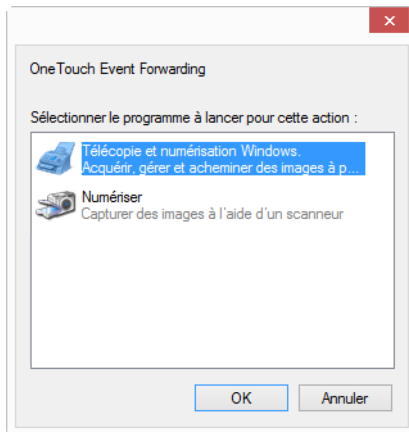 OneTouch Event Forwarding
Sélectionner le programme à lancer pour cette action :
Télécopie et numérisation Windows.
Acquérir, gérer et acheminer des images à p...
Numériser
Capturer des images à l'aide d'un scanneur
OK Annuler